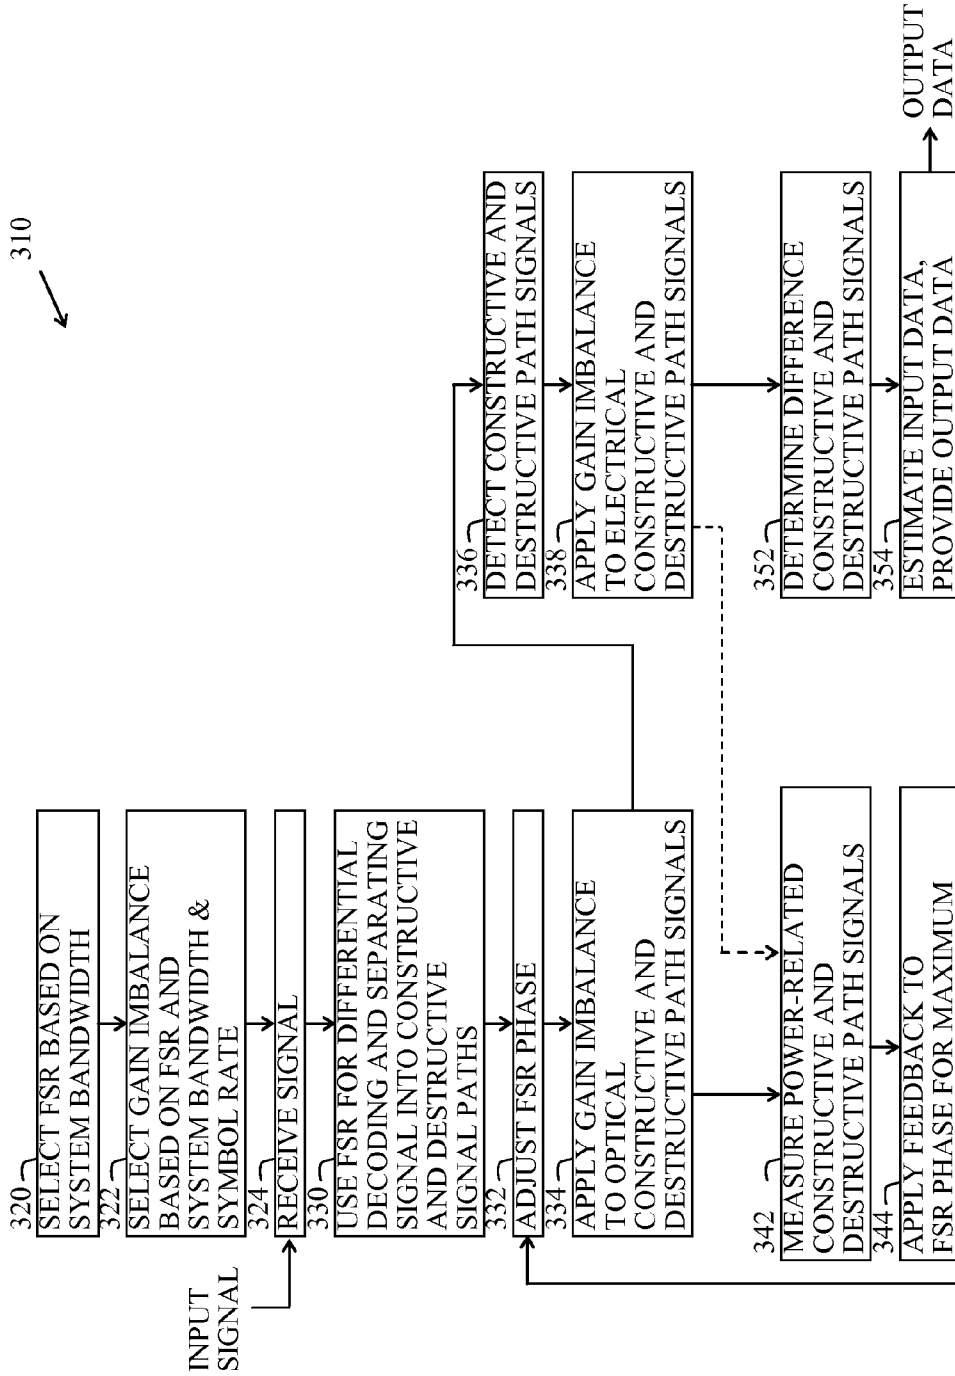 310
320
SELECT FSR BASED ON
SYSTEM BANDWIDTH
322
SELECT GAIN IMBALANCE
BASED ON FSR AND
SYSTEM BANDWIDTH &
SYMBOL RATE
INPUT
SIGNAL
324
RECEIVE SIGNAL
330
USE FSR FOR DIFFERENTIAL
DECODING AND SEPARATING
SIGNAL INTO CONSTRUCTIVE
AND DESTRUCTIVE
SIGNAL PATHS
332
ADJUST FSR PHASE
334
APPLY GAIN IMBALANCE
TO OPTICAL
CONSTRUCTIVE AND
DESTRUCTIVE PATH SIGNALS
336
DETECT CONSTRUCTIVE AND
DESTRUCTIVE PATH SIGNALS
338
APPLY GAIN IMBALANCE
TO ELECTRICAL
CONSTRUCTIVE AND
DESTRUCTIVE PATH SIGNALS
342
MEASURE POWER-RELATED
CONSTRUCTIVE AND
DESTRUCTIVE PATH SIGNALS
344
APPLY FEEDBACK TO
FSR PHASE FOR MAXIMUM
352
DETERMINE DIFFERENCE
CONSTRUCTIVE AND
DESTRUCTIVE PATH SIGNALS
354
ESTIMATE INPUT DATA,
PROVIDE OUTPUT DATA
OUTPUT
DATA